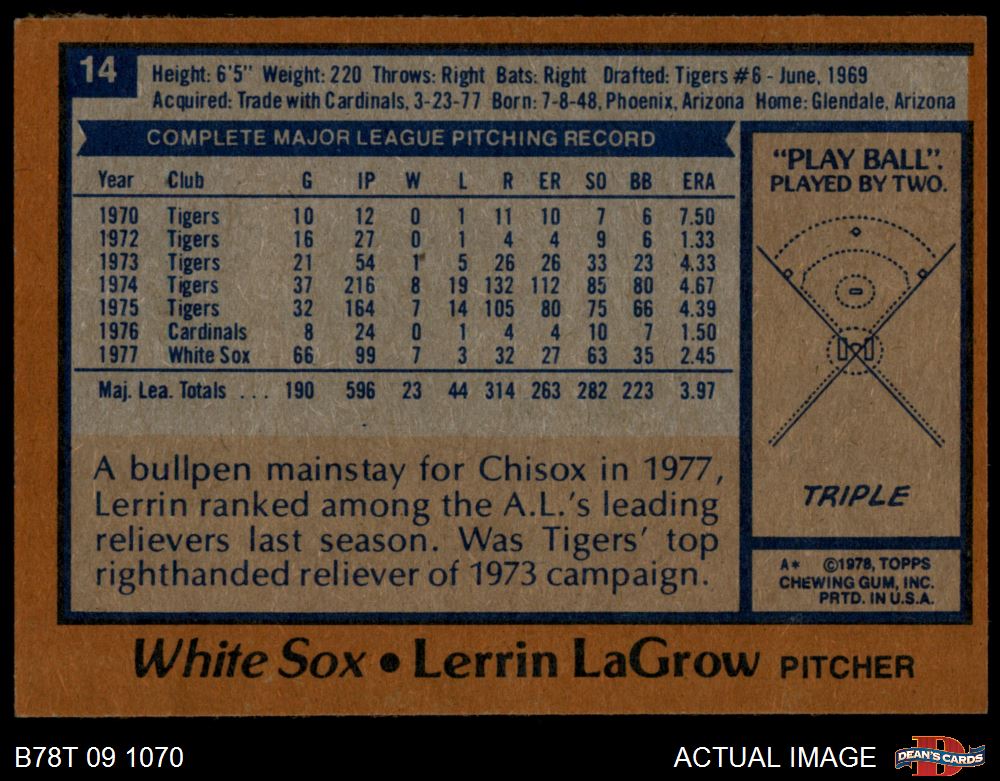 14
Height: 6'5" Weight: 220 Throws: Right Bats: Right Drafted: Tigers #6 - June, 1969
Acquired: Trade with Cardinals, 3-23-77 Born: 7-8-48, Phoenix, Arizona Home: Glendale, Arizona
COMPLETE MAJOR LEAGUE PITCHING RECORD
Year Club G IP W L R ER SO BB ERA
1970 Tigers 10 12 0 1 11 10 7 6 7.50
1972 Tigers 16 27 0 1 4 4 9 6 1.33
1973 Tigers 21 54 1 5 26 26 33 23 4.33
1974 Tigers 37 216 8 19 132 112 85 80 4.67
1975 Tigers 32 164 7 14 105 80 75 66 4.39
1976 Cardinals 8 24 0 1 4 4 10 7 1.50
1977 White Sox 66 99 7 3 32 27 63 35 2.45
Maj. Lea. Totals ... 190 596 23 44 314 263 282 223 3.97
A bullpen mainstay for Chisox in 1977,
Lerrin ranked among the A.L.'s leading
relievers last season. Was Tigers' top
righthanded reliever of 1973 campaign.
"PLAY BALL".
PLAYED BY TWO.
TRIPLE
A* ©1978, TOPPS
CHEWING GUM, INC.
PRTD. IN U.S.A.
White Sox • Lerrin LaGrow PITCHER
B78T 09 1070
ACTUAL IMAGE
DEAN'S CARDS